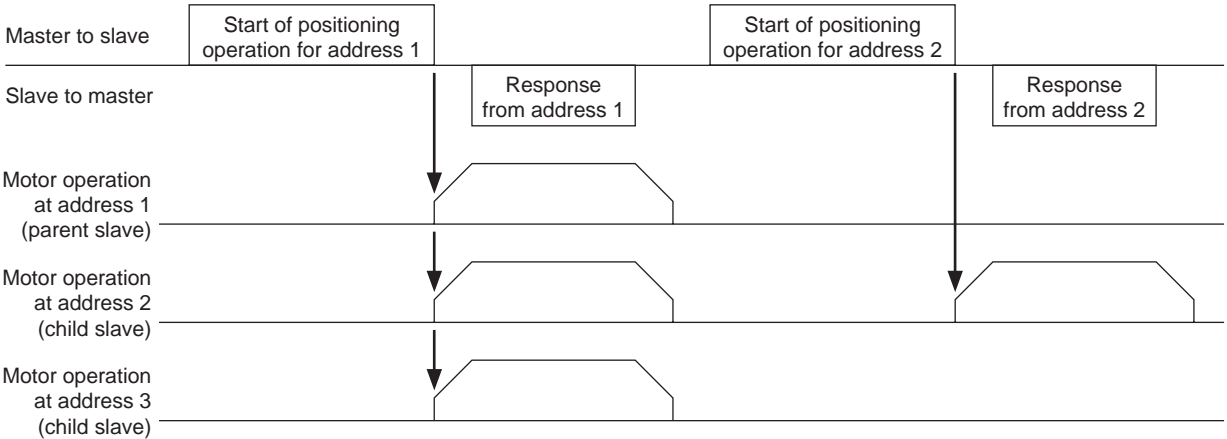 Master to slave
Start of positioning
operation for address 1
Start of positioning
operation for address 2
Slave to master
Response
from address 1
Response
from address 2
Motor operation
at address 1
(parent slave)
Motor operation
at address 2
(child slave)
Motor operation
at address 3
(child slave)